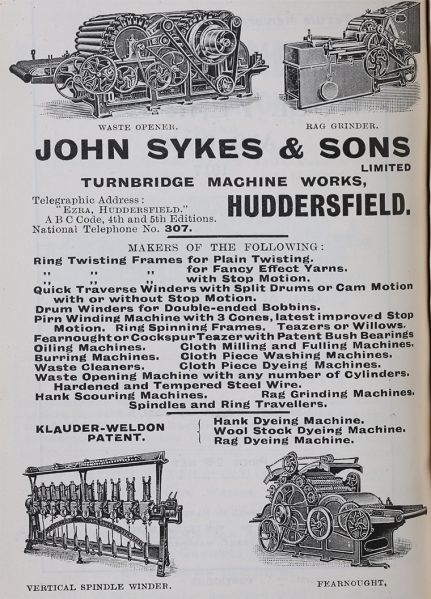 WASTE OPENER. RAG GRINDER.
JOHN SYKES & SONS
LIMITED
TURNBRIDGE MACHINE WORKS,
Telegraphic Address:
"EZRA, HUDDERSFIELD."
A B C Code, 4th and 5th Editions.
National Telephone No. 307.
HUDDERSFIELD.
MAKERS OF THE FOLLOWING:
Ring Twisting Frames for Plain Twisting.
" " " for Fancy Effect Yarns.
" " " with Stop Motion.
Quick Traverse Winders with Split Drums or Cam Motion
with or without Stop Motion.
Drum Winders for Double-ended Bobbins.
Pirn Winding Machine with 3 Cones, latest improved Stop
Motion. Ring Spinning Frames. Teazers or Willows.
Fearnought or Cockspur Teazer with Patent Bush Bearings
Oiling Machines. Cloth Milling and Fulling Machines.
Burring Machines. Cloth Piece Washing Machines.
Waste Cleaners. Cloth Piece Dyeing Machines.
Waste Opening Machine with any number of Cylinders.
Hardened and Tempered Steel Wire.
Hank Scouring Machines. Rag Grinding Machines.
Spindles and Ring Travellers.
KLAUDER-WELDON
PATENT.
Hank Dyeing Machine.
Wool Stock Dyeing Machine.
Rag Dyeing Machine.
VERTICAL SPINDLE WINDER. FEARNOUGHT,